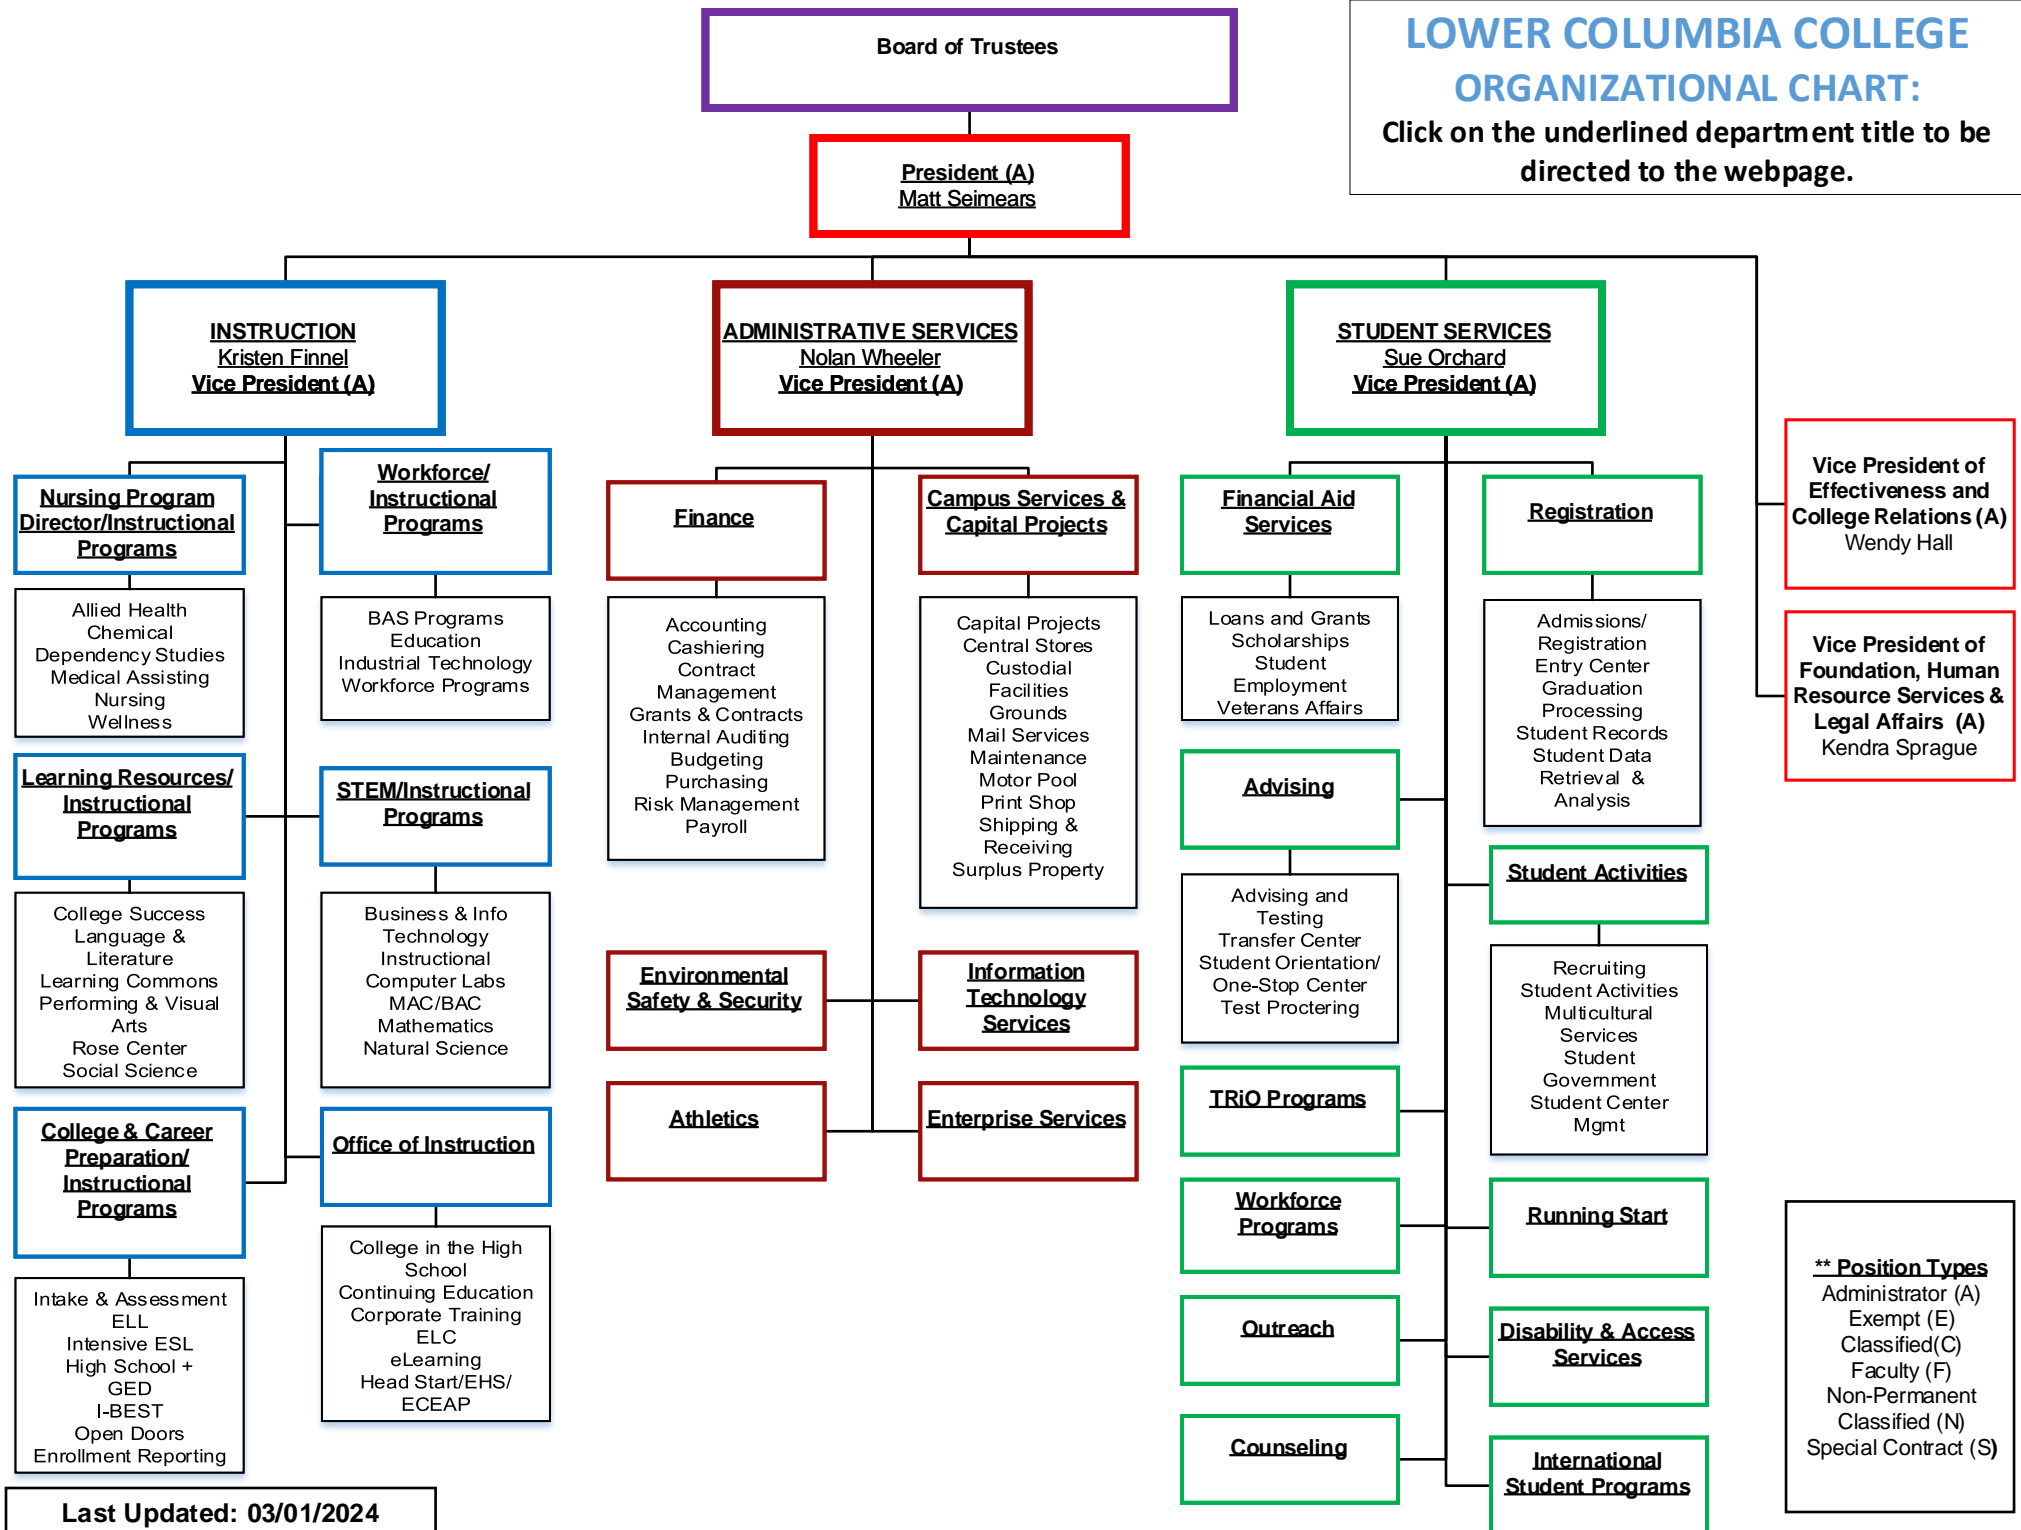 Board of Trustees
LOWER COLUMBIA COLLEGE
ORGANIZATIONAL CHART:
Click on the underlined department title to be
directed to the webpage.
President (A)
Matt Seimears
INSTRUCTION
Kristen Finnel
Vice President (A)
ADMINISTRATIVE SERVICES
Nolan Wheeler
Vice President (A)
STUDENT SERVICES
Sue Orchard
Vice President (A)
Vice President of
Effectiveness and
College Relations (A)
Wendy Hall
Vice President of
Foundation, Human
Resource Services &
Legal Affairs (A)
Kendra Sprague
Nursing Program
Director/Instructional
Programs
Allied Health
Chemical
Dependency Studies
Medical Assisting
Nursing
Wellness
Workforce/
Instructional
Programs
BAS Programs
Education
Industrial Technology
Workforce Programs
Learning Resources/
Instructional
Programs
College Success
Language &
Literature
Learning Commons
Performing & Visual
Arts
Rose Center
Social Science
STEM/Instructional
Programs
Business & Info
Technology
Instructional
Computer Labs
MAC/BAC
Mathematics
Natural Science
College & Career
Preparation/
Instructional
Programs
Intake & Assessment
ELL
Intensive ESL
High School +
GED
I-BEST
Open Doors
Enrollment Reporting
Office of Instruction
College in the High
School
Continuing Education
Corporate Training
ELC
eLearning
Head Start/EHS/
ECEAP
Finance
Accounting
Cashiering
Contract
Management
Grants & Contracts
Internal Auditing
Budgeting
Purchasing
Risk Management
Payroll
Campus Services &
Capital Projects
Capital Projects
Central Stores
Custodial
Facilities
Grounds
Mail Services
Maintenance
Motor Pool
Print Shop
Shipping &
Receiving
Surplus Property
Environmental
Safety & Security
Information
Technology
Services
Athletics
Enterprise Services
Financial Aid
Services
Loans and Grants
Scholarships
Student
Employment
Veterans Affairs
Registration
Admissions/
Registration
Entry Center
Graduation
Processing
Student Records
Student Data
Retrieval &
Analysis
Advising
Advising and
Testing
Transfer Center
Student Orientation/
One-Stop Center
Test Proctering
Student Activities
Recruiting
Student Activities
Multicultural
Services
Student
Government
Student Center
Mgmt
TRiO Programs
Workforce
Programs
Running Start
Outreach
Disability & Access
Services
Counseling
International
Student Programs
** Position Types
Administrator (A)
Exempt (E)
Classified(C)
Faculty (F)
Non-Permanent
Classified (N)
Special Contract (S)
Last Updated: 03/01/2024